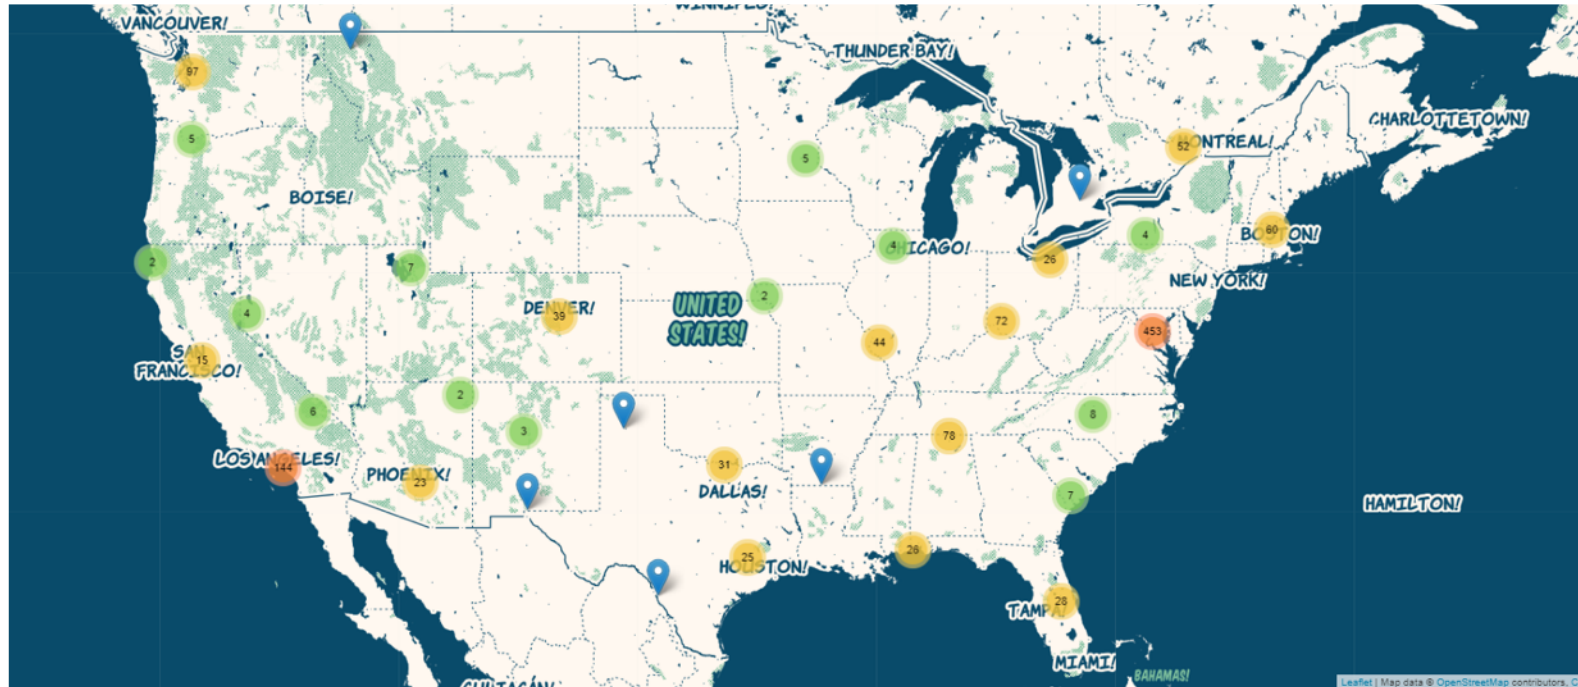 WINNIPEG!
VANCOUVER!
THUNDER BAY!
97
CHARLOTTETOWN!
5
MONTREAL!
52
5
BOISE!
4
CHICAGO!
4
BOSTON!
60
2
7
26
NEW YORK!
2
UNITED
STATES!
DENVER!
39
4
72
453
44
SAN
FRANCISCO!
15
2
6
8
3
78
LOS ANGELES!
144
PHOENIX!
23
31
DALLAS!
7
HAMILTON!
25
HOUSTON!
26
28
TAMPA!
MIAMI!
BAHAMAS!
CULIACÁN!
Leaflet | Map data © OpenStreetMap contributors, C